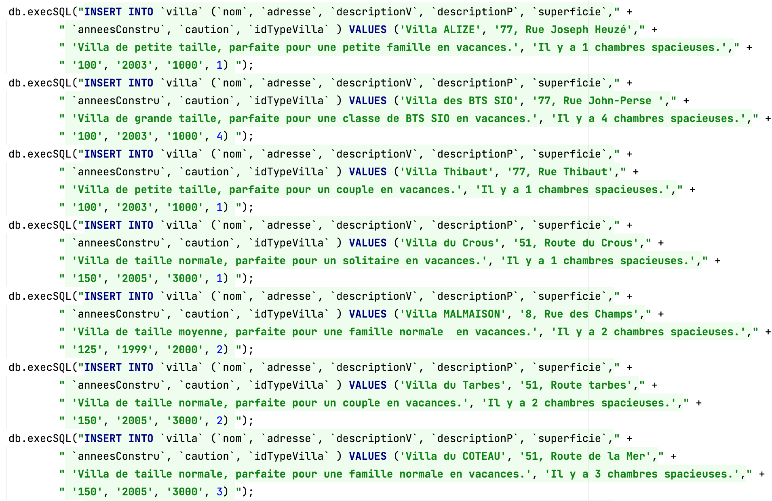 db.execSQL("INSERT INTO `villa` (`nom`, `adresse`, `descriptionV`, `descriptionP`, `superficie`," +
" `anneesConstru`, `caution`, `idTypeVilla` ) VALUES ('Villa ALIZE', '77, Rue Joseph Heuzé'," +
" 'Villa de petite taille, parfaite pour une petite famille en vacances.', 'Il y a 1 chambres spacieuses.'," +
" '100', '2003', '1000', 1) ");
db.execSQL("INSERT INTO `villa` (`nom`, `adresse`, `descriptionV`, `descriptionP`, `superficie`," +
" `anneesConstru`, `caution`, `idTypeVilla` ) VALUES ('Villa des BTS SIO', '77, Rue John-Perse '," +
" 'Villa de grande taille, parfaite pour une classe de BTS SIO en vacances.', 'Il y a 4 chambres spacieuses.'," +
" '100', '2003', '1000', 4) ");
db.execSQL("INSERT INTO `villa` (`nom`, `adresse`, `descriptionV`, `descriptionP`, `superficie`," +
" `anneesConstru`, `caution`, `idTypeVilla` ) VALUES ('Villa Thibaut', '77, Rue Thibaut'," +
" 'Villa de petite taille, parfaite pour un couple en vacances.', 'Il y a 1 chambres spacieuses.'," +
" '100', '2003', '1000', 1) ");
db.execSQL("INSERT INTO `villa` (`nom`, `adresse`, `descriptionV`, `descriptionP`, `superficie`," +
" `anneesConstru`, `caution`, `idTypeVilla` ) VALUES ('Villa du Crous', '51, Route du Crous'," +
" 'Villa de taille normale, parfaite pour un solitaire en vacances.', 'Il y a 1 chambres spacieuses.'," +
" '150', '2005', '3000', 1) ");
db.execSQL("INSERT INTO `villa` (`nom`, `adresse`, `descriptionV`, `descriptionP`, `superficie`," +
" `anneesConstru`, `caution`, `idTypeVilla` ) VALUES ('Villa MALMAISON', '8, Rue des Champs'," +
" 'Villa de taille moyenne, parfaite pour une famille normale  en vacances.', 'Il y a 2 chambres spacieuses.'," +
" '125', '1999', '2000', 2) ");
db.execSQL("INSERT INTO `villa` (`nom`, `adresse`, `descriptionV`, `descriptionP`, `superficie`," +
" `anneesConstru`, `caution`, `idTypeVilla` ) VALUES ('Villa du Tarbes', '51, Route tarbes'," +
" 'Villa de taille normale, parfaite pour un couple en vacances.', 'Il y a 2 chambres spacieuses.'," +
" '150', '2005', '3000', 2) ");
db.execSQL("INSERT INTO `villa` (`nom`, `adresse`, `descriptionV`, `descriptionP`, `superficie`," +
" `anneesConstru`, `caution`, `idTypeVilla` ) VALUES ('Villa du COTEAU', '51, Route de la Mer'," +
" 'Villa de taille normale, parfaite pour une famille normale en vacances.', 'Il y a 3 chambres spacieuses.'," +
" '150', '2005', '3000', 3) ");